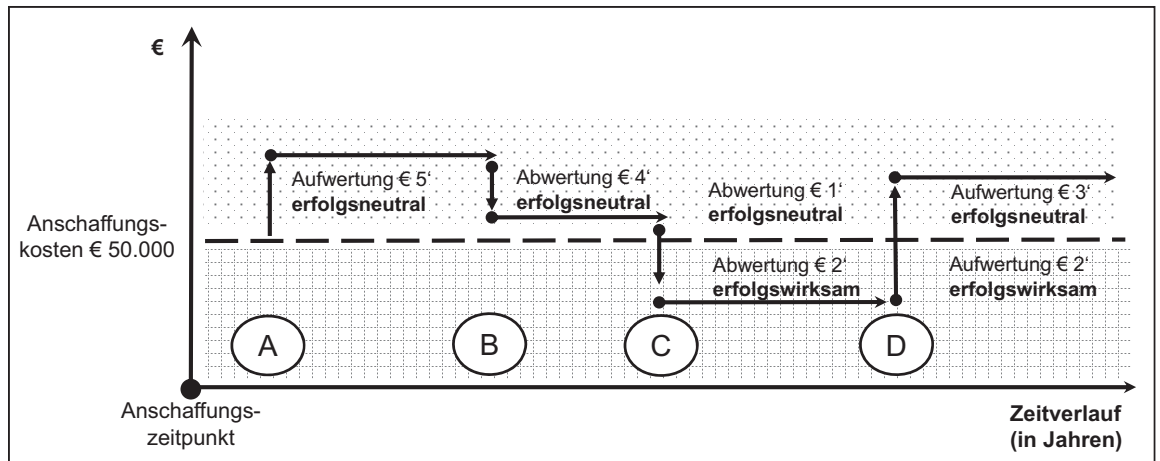 €
Aufwertung € 5‘
erfolgsneutral
Abwertung € 4‘
erfolgsneutral
Abwertung € 1‘
erfolgsneutral
Aufwertung € 3‘
erfolgsneutral
Anschaffungs-
kosten € 50.000
Abwertung € 2‘
erfolgswirksam
Aufwertung € 2‘
erfolgswirksam
A
B
C
D
Anschaffungs-
zeitpunkt
Zeitverlauf
(in Jahren)